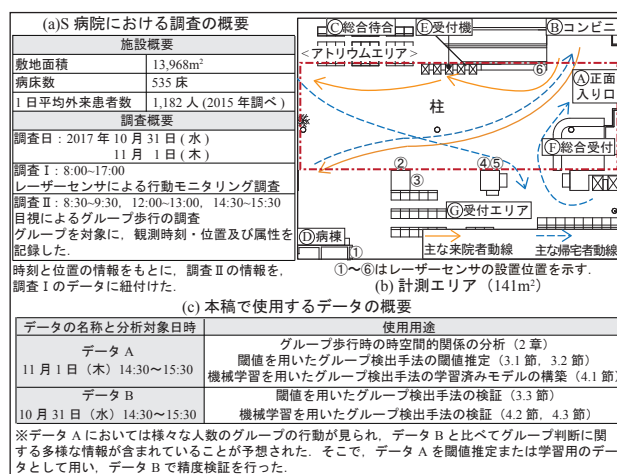 (a)S 病院における調査の概要
施設概要
敷地面積 13,968m²
病床数 535 床
1 日平均外来患者数 1,182 人 (2015 年調べ)
調査概要
調査日：2017 年 10 月 31 日 ( 水 )
11 月 1 日 ( 木 )
調査Ⅰ：8:00~17:00
レーザーセンサによる行動モニタリング調査
調査Ⅱ：8:30~9:30，12:00~13:00，14:30~15:30
目視によるグループ歩行の調査
グループを対象に，観測時刻・位置及び属性を
記録した．
時刻と位置の情報をもとに，調査Ⅱの情報を，
調査Ⅰのデータに紐付けた．
Ⓒ総合待合
Ⓔ受付機
Ⓑコンビニ
<アトリウムエリア>
⑥
Ⓐ正面
入り口
柱
Ⓕ総合受付
②
④⑤
③
Ⓖ受付エリア
Ⓓ病棟
①
主な来院者動線
主な帰宅者動線
①～⑥はレーザーセンサの設置位置を示す．
(b) 計測エリア（141m²）
(c) 本稿で使用するデータの概要
データの名称と分析対象日時 使用用途
データ A
11 月 1 日（木）14:30～15:30
グループ歩行時の時空間的関係の分析（2 章）
閾値を用いたグループ検出手法の閾値推定（3.1 節，3.2 節）
機械学習を用いたグループ検出手法の学習済みモデルの構築（4.1 節）
データ B
10 月 31 日（水）14:30～15:30
閾値を用いたグループ検出手法の検証（3.3 節）
機械学習を用いたグループ検出手法の検証（4.2 節，4.3 節）
※データ A においては様々な人数のグループの行動が見られ，データ B と比べてグループ判断に関
する多様な情報が含まれていることが予想された．そこで，データ A を閾値推定または学習用のデー
タとして用い，データ B で精度検証を行った．